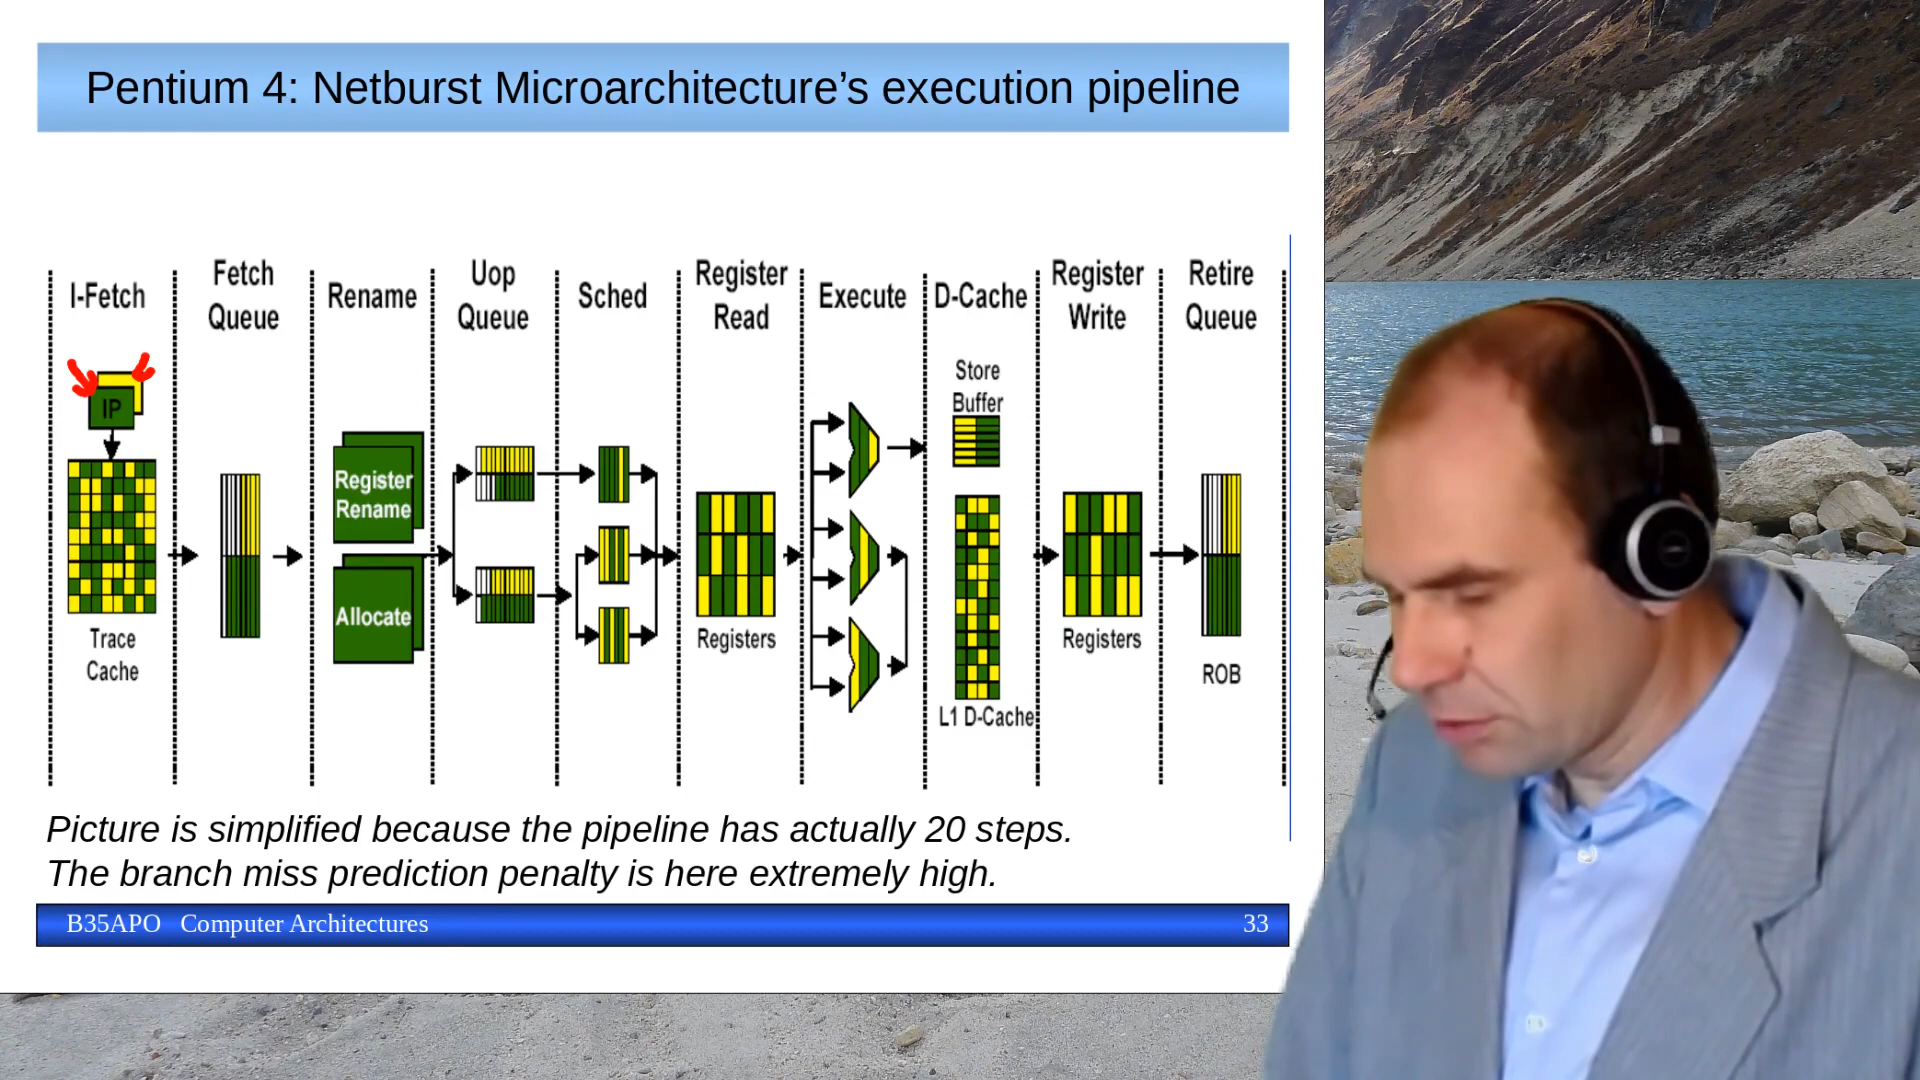 Pentium 4: Netburst Microarchitecture’s execution pipeline
I-Fetch
Fetch
Queue
Rename
Uop
Queue
Sched
Register
Read
Execute
D-Cache
Register
Write
Retire
Queue
IP
Trace
Cache
Register
Rename
Allocate
Registers
Store
Buffer
L1 D-Cache
Registers
ROB
Picture is simplified because the pipeline has actually 20 steps.
The branch miss prediction penalty is here extremely high.
B35APO Computer Architectures 33